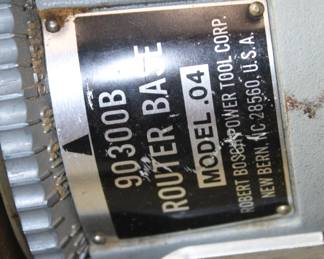 90300B
ROUTER BASE
MODEL .04
ROBERT BOSCH POWER TOOL CORP.
NEW BERN, NC 28560, U.S.A.